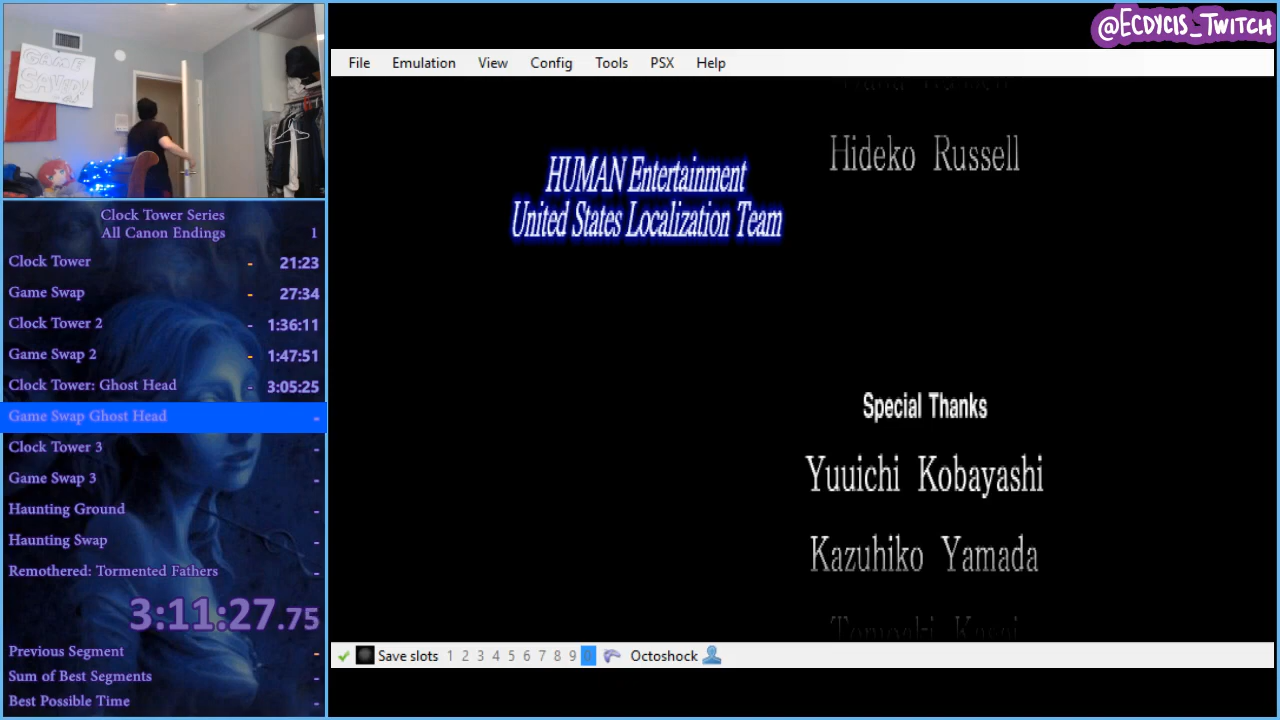 @ECDYCIS_TWITCH
GAME
SAVED!
File Emulation View Config Tools PSX Help
Hideko Russell
HUMAN Entertainment
United States Localization Team
Special Thanks
Yuuichi Kobayashi
Kazuhiko Yamada
Tomoaki Kasai
Clock Tower Series
All Canon Endings 1
Clock Tower - 21:23
Game Swap - 27:34
Clock Tower 2 - 1:36:11
Game Swap 2 - 1:47:51
Clock Tower: Ghost Head - 3:05:25
Game Swap Ghost Head -
Clock Tower 3 -
Game Swap 3 -
Haunting Ground -
Haunting Swap -
Remothered: Tormented Fathers -
3:11:27.75
Previous Segment -
Sum of Best Segments -
Best Possible Time -
Save slots 1 2 3 4 5 6 7 8 9 0 Octoshock